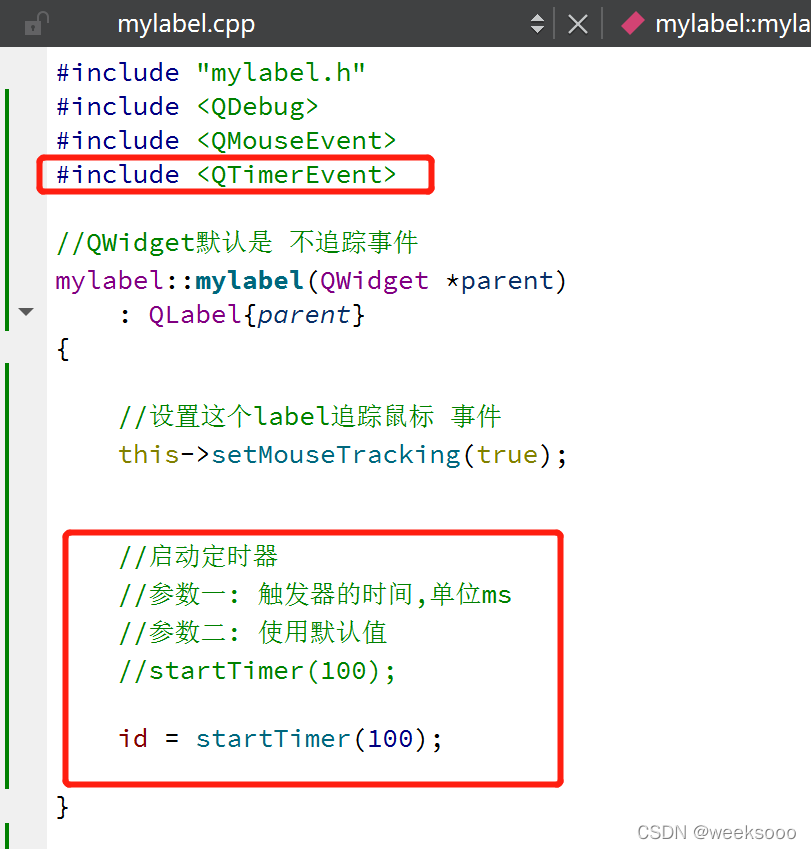 mylabel.cpp mylabel::myla
#include "mylabel.h"
#include <QDebug>
#include <QMouseEvent>
#include <QTimerEvent>
//QWidget默认是 不追踪事件
mylabel::mylabel(QWidget *parent)
    : QLabel{parent}
{
    //设置这个label追踪鼠标 事件
    this->setMouseTracking(true);
    //启动定时器
    //参数一: 触发器的时间,单位ms
    //参数二: 使用默认值
    //startTimer(100);
    id = startTimer(100);
}
CSDN @weeksooo